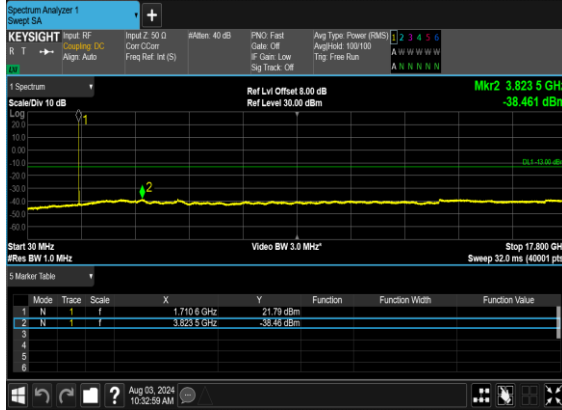 Spectrum Analyzer 1
Swept SA
+
KEYSIGHT Input: RF Input Z: 50 Ω #Atten: 40 dB PNO: Fast Avg Type: Power (RMS) 1 2 3 4 5 6
R T Coupling: DC Corr CCorr Gate: Off Avg|Hold: 100/100 A W W W W W
Align: Auto Freq Ref: Int (S) IF Gain: Low Trig: Free Run A N N N N N
Sig Track: Off
1 Spectrum Ref Lvl Offset 8.00 dB Mkr2 3.823 5 GHz
Scale/Div 10 dB Ref Level 30.00 dBm -38.461 dBm
Log
1
20.0
10.0
0.00
-10.0
DL1 -13.00 dBm
-20.0
-30.0
2
-40.0
-50.0
-60.0
Start 30 MHz Video BW 3.0 MHz* Stop 17.800 GHz
#Res BW 1.0 MHz Sweep 32.0 ms (40001 pts)
5 Marker Table
Mode Trace Scale X Y Function Function Width Function Value
1 N 1 f 1.710 6 GHz 21.79 dBm
2 N 1 f 3.823 5 GHz -38.46 dBm
3
4
5
6
? Aug 03, 2024
10:32:59 AM